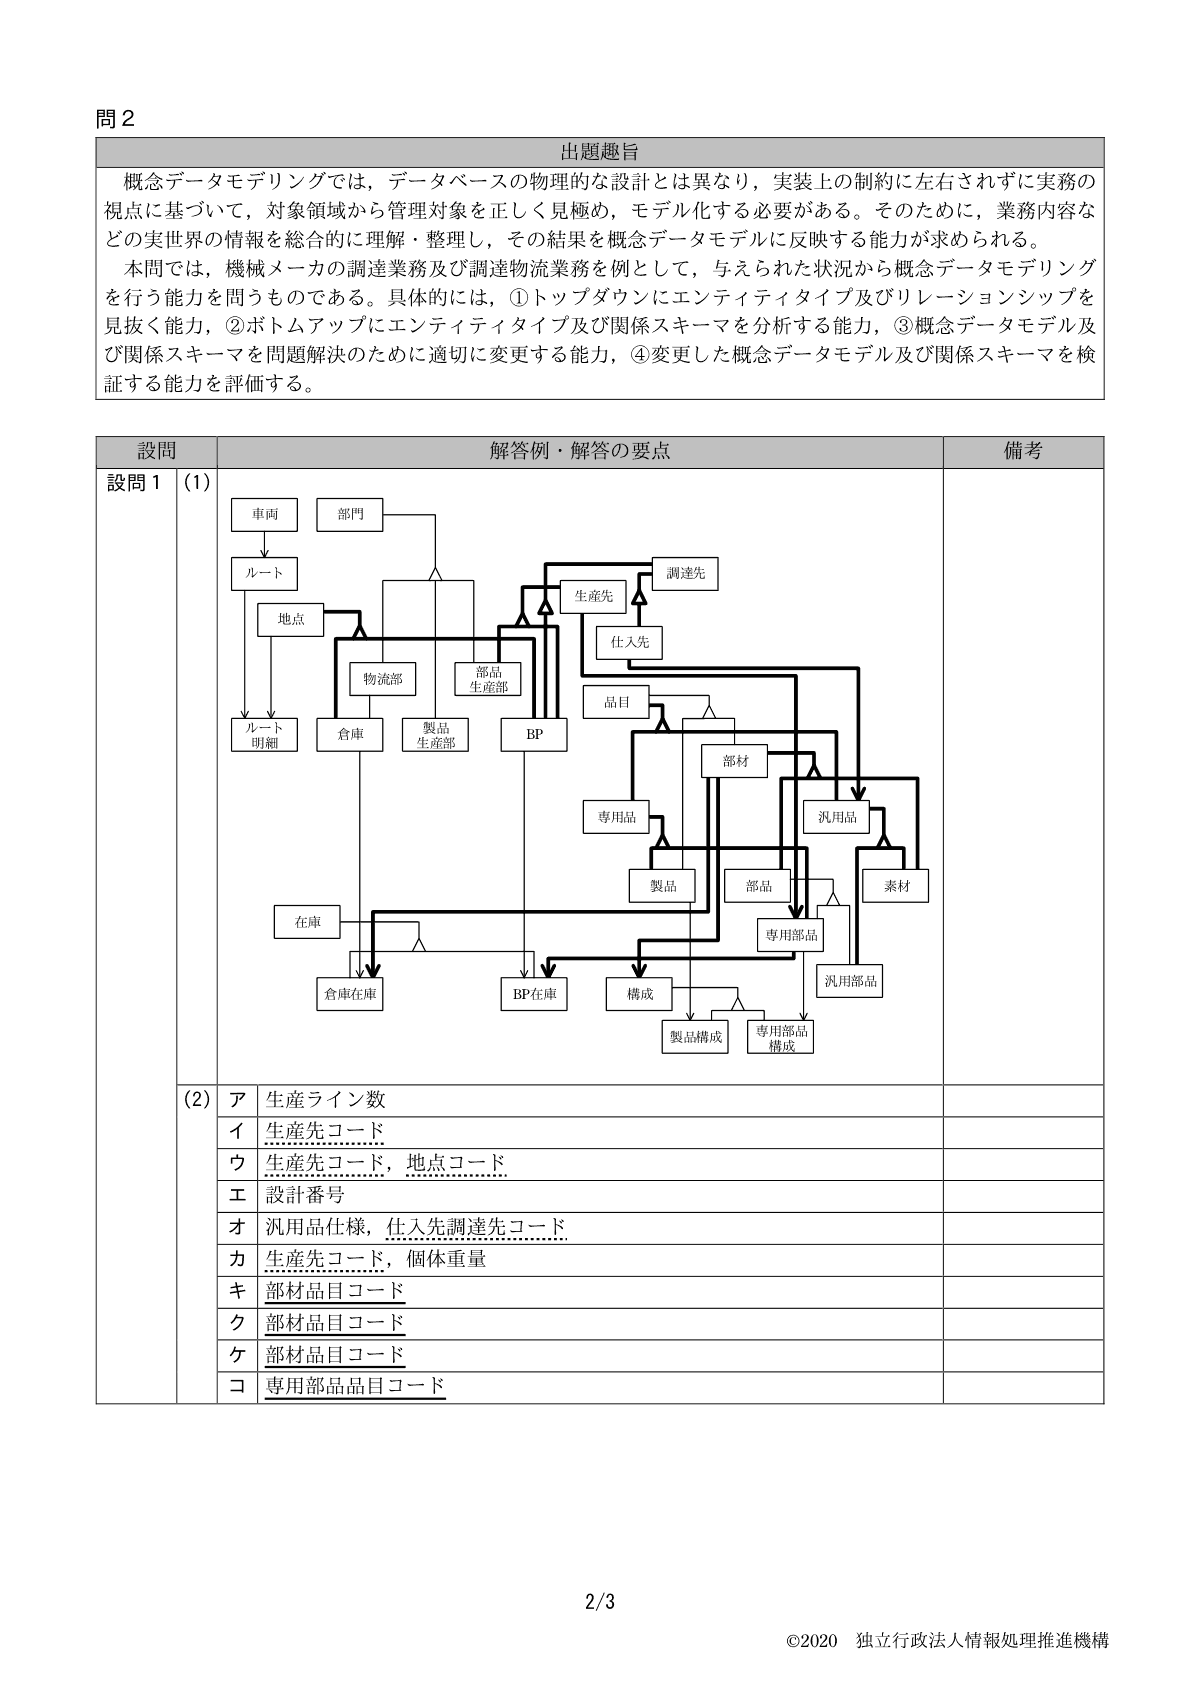 問２
出題趣旨
概念データモデリングでは，データベースの物理的な設計とは異なり，実装上の制約に左右されずに実務の
視点に基づいて，対象領域から管理対象を正しく見極め，モデル化する必要がある。そのために，業務内容な
どの実世界の情報を総合的に理解・整理し，その結果を概念データモデルに反映する能力が求められる。
本問では，機械メーカの調達業務及び調達物流業務を例として，与えられた状況から概念データモデリング
を行う能力を問うものである。具体的には，①トップダウンにエンティティタイプ及びリレーションシップを
見抜く能力，②ボトムアップにエンティティタイプ及び関係スキーマを分析する能力，③概念データモデル及
び関係スキーマを問題解決のために適切に変更する能力，④変更した概念データモデル及び関係スキーマを検
証する能力を評価する。
設問 解答例・解答の要点 備考
設問１ (1)
車両 部門
ルート 調達先
生産先
地点
仕入先
物流部 部品
生産部
品目
ルート
明細
倉庫 製品
生産部
BP
部材
専用品 汎用品
製品 部品 素材
在庫
専用部品
汎用部品
倉庫在庫 BP在庫 構成
製品構成 専用部品
構成
(2) ア 生産ライン数
イ 生産先コード
ウ 生産先コード，地点コード
エ 設計番号
オ 汎用品仕様，仕入先調達先コード
カ 生産先コード，個体重量
キ 部材品目コード
ク 部材品目コード
ケ 部材品目コード
コ 専用部品品目コード
2/3
©2020 独立行政法人情報処理推進機構